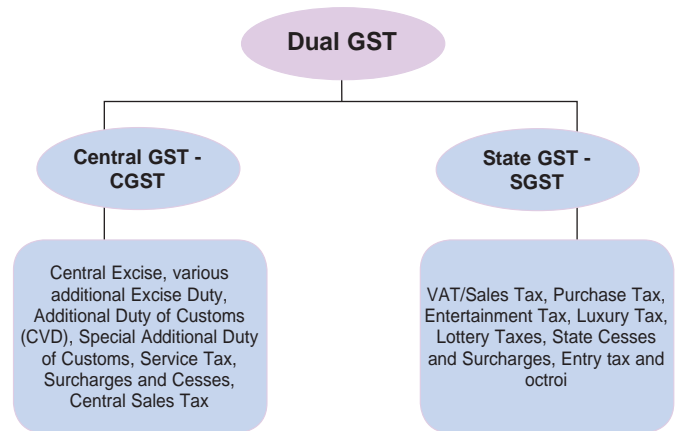 Dual GST
Central GST -
CGST
State GST -
SGST
Central Excise, various
additional Excise Duty,
Additional Duty of Customs
(CVD), Special Additional Duty
of Customs, Service Tax,
Surcharges and Cesses,
Central Sales Tax
VAT/Sales Tax, Purchase Tax,
Entertainment Tax, Luxury Tax,
Lottery Taxes, State Cesses
and Surcharges, Entry tax and
octroi